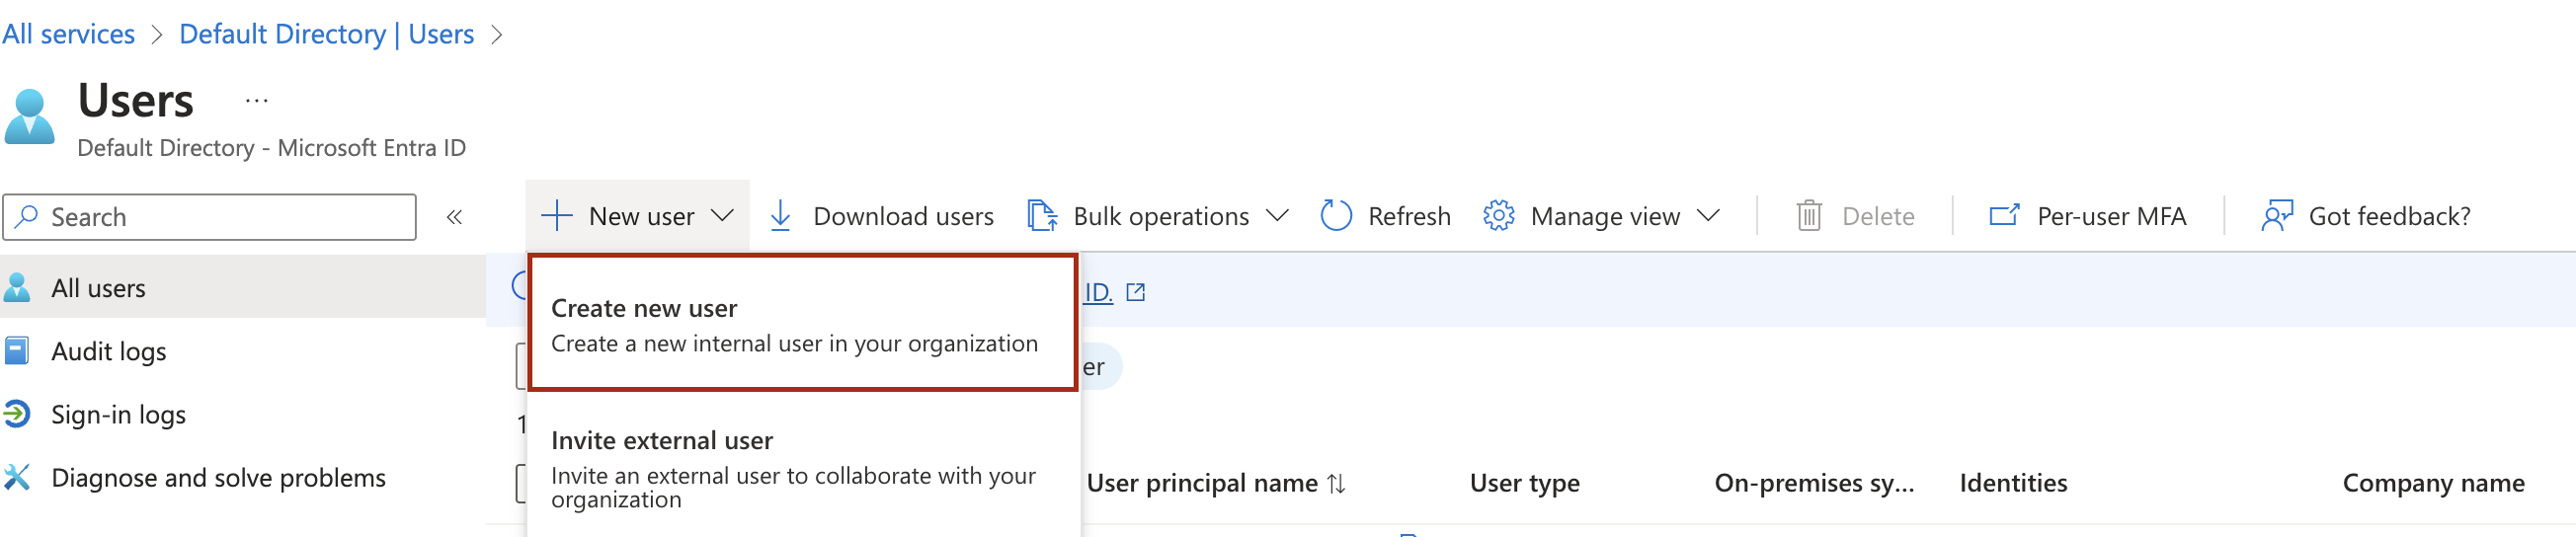 All services > Default Directory | Users >
Users ...
Default Directory - Microsoft Entra ID
Search «
New user Download users Bulk operations Refresh Manage view Delete Per-user MFA Got feedback?
All users
Audit logs
Sign-in logs
Diagnose and solve problems
ID.
Create new user
Create a new internal user in your organization
er
Invite external user
Invite an external user to collaborate with your
organization
User principal name User type On-premises sy... Identities Company name